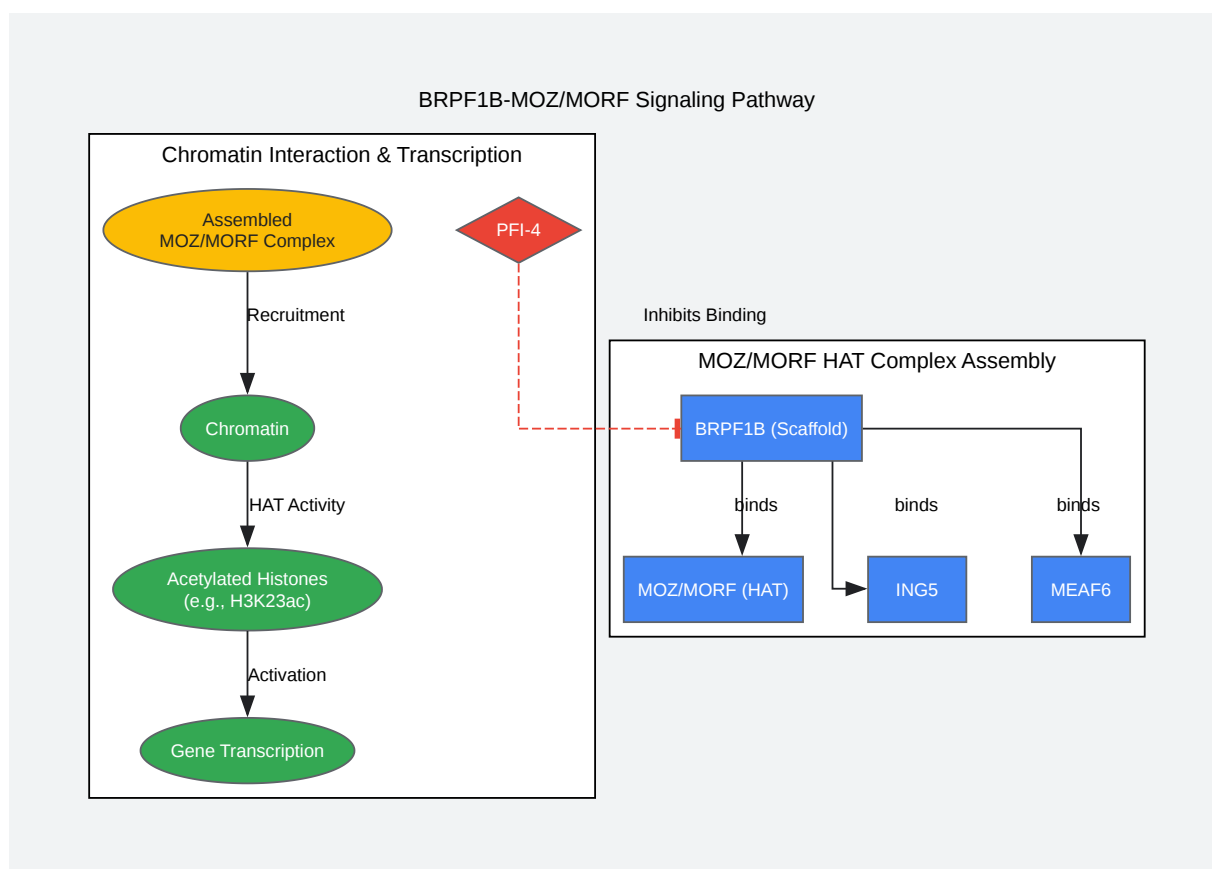 BRPF1B-MOZ/MORF Signaling Pathway
Chromatin Interaction & Transcription
Assembled
MOZ/MORF Complex
PFI-4
Recruitment
Inhibits Binding
MOZ/MORF HAT Complex Assembly
Chromatin
BRPF1B (Scaffold)
HAT Activity
binds
binds
binds
Acetylated Histones
(e.g., H3K23ac)
MOZ/MORF (HAT)
ING5
MEAF6
Activation
Gene Transcription